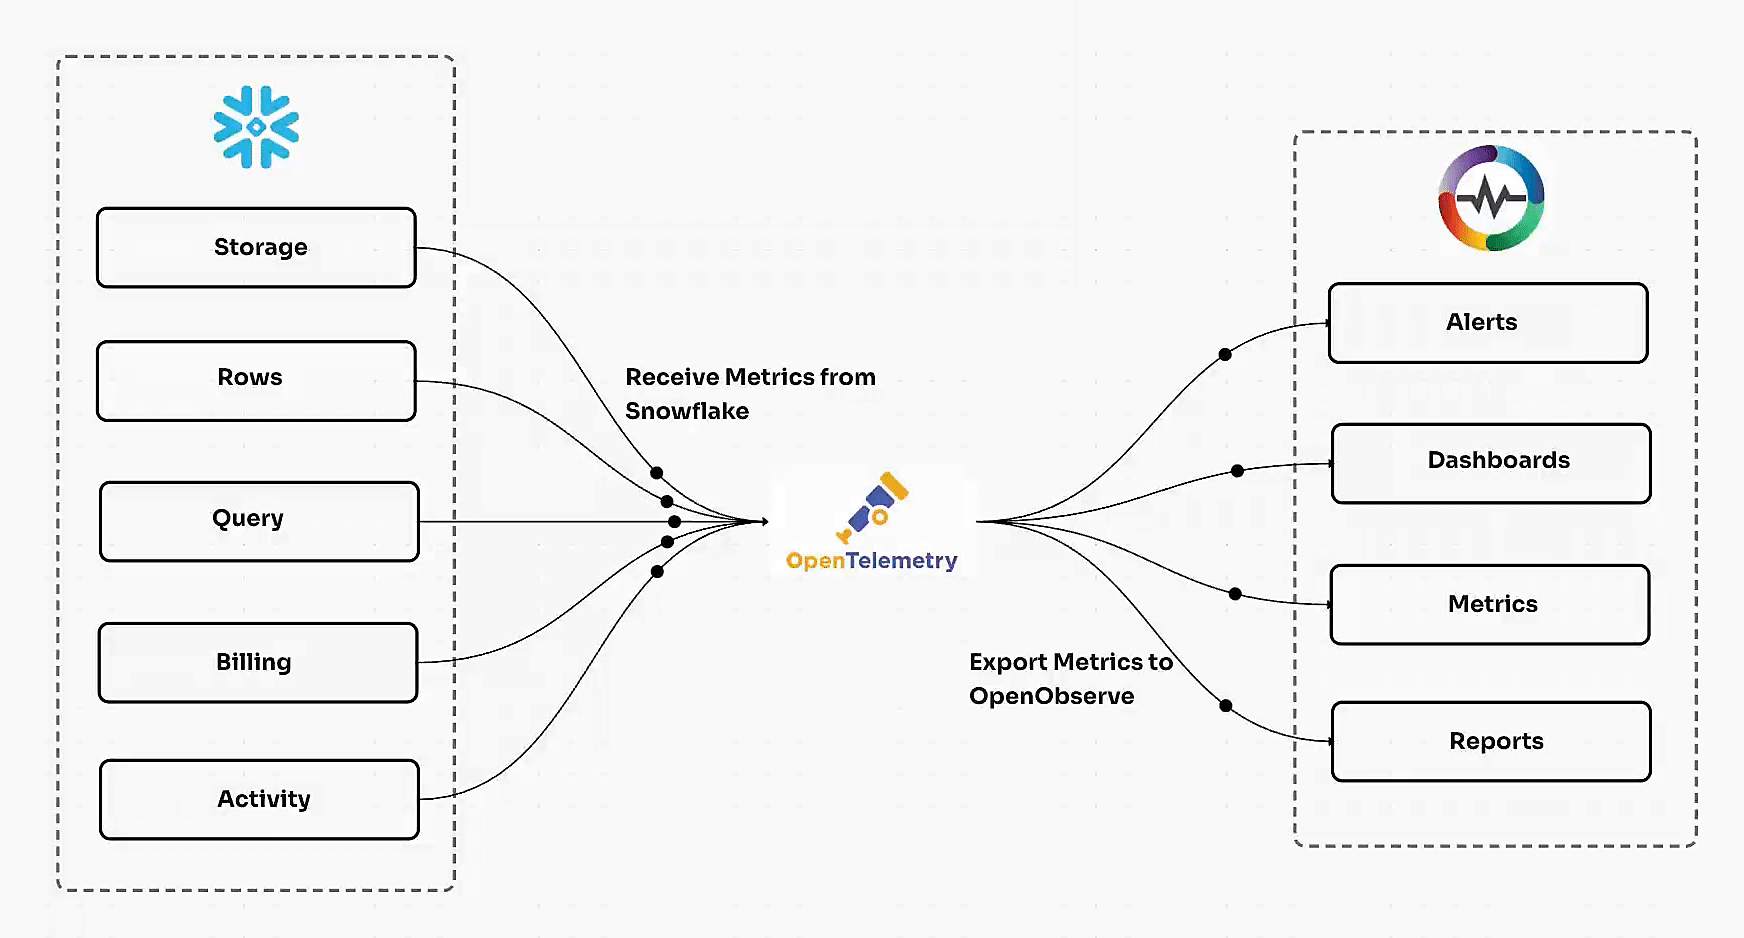 Storage
Rows
Query
Billing
Activity
Receive Metrics from
Snowflake
OpenTelemetry
Export Metrics to
OpenObserve
Alerts
Dashboards
Metrics
Reports